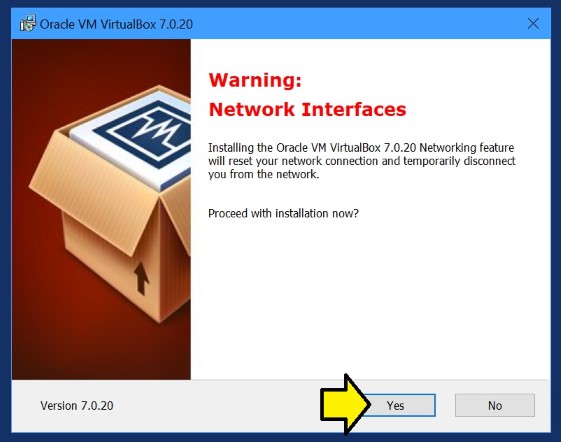 Oracle VM VirtualBox 7.0.20
Warning:
Network Interfaces
Installing the Oracle VM VirtualBox 7.0.20 Networking feature
will reset your network connection and temporarily disconnect
you from the network.
Proceed with installation now?
Version 7.0.20
Yes
No